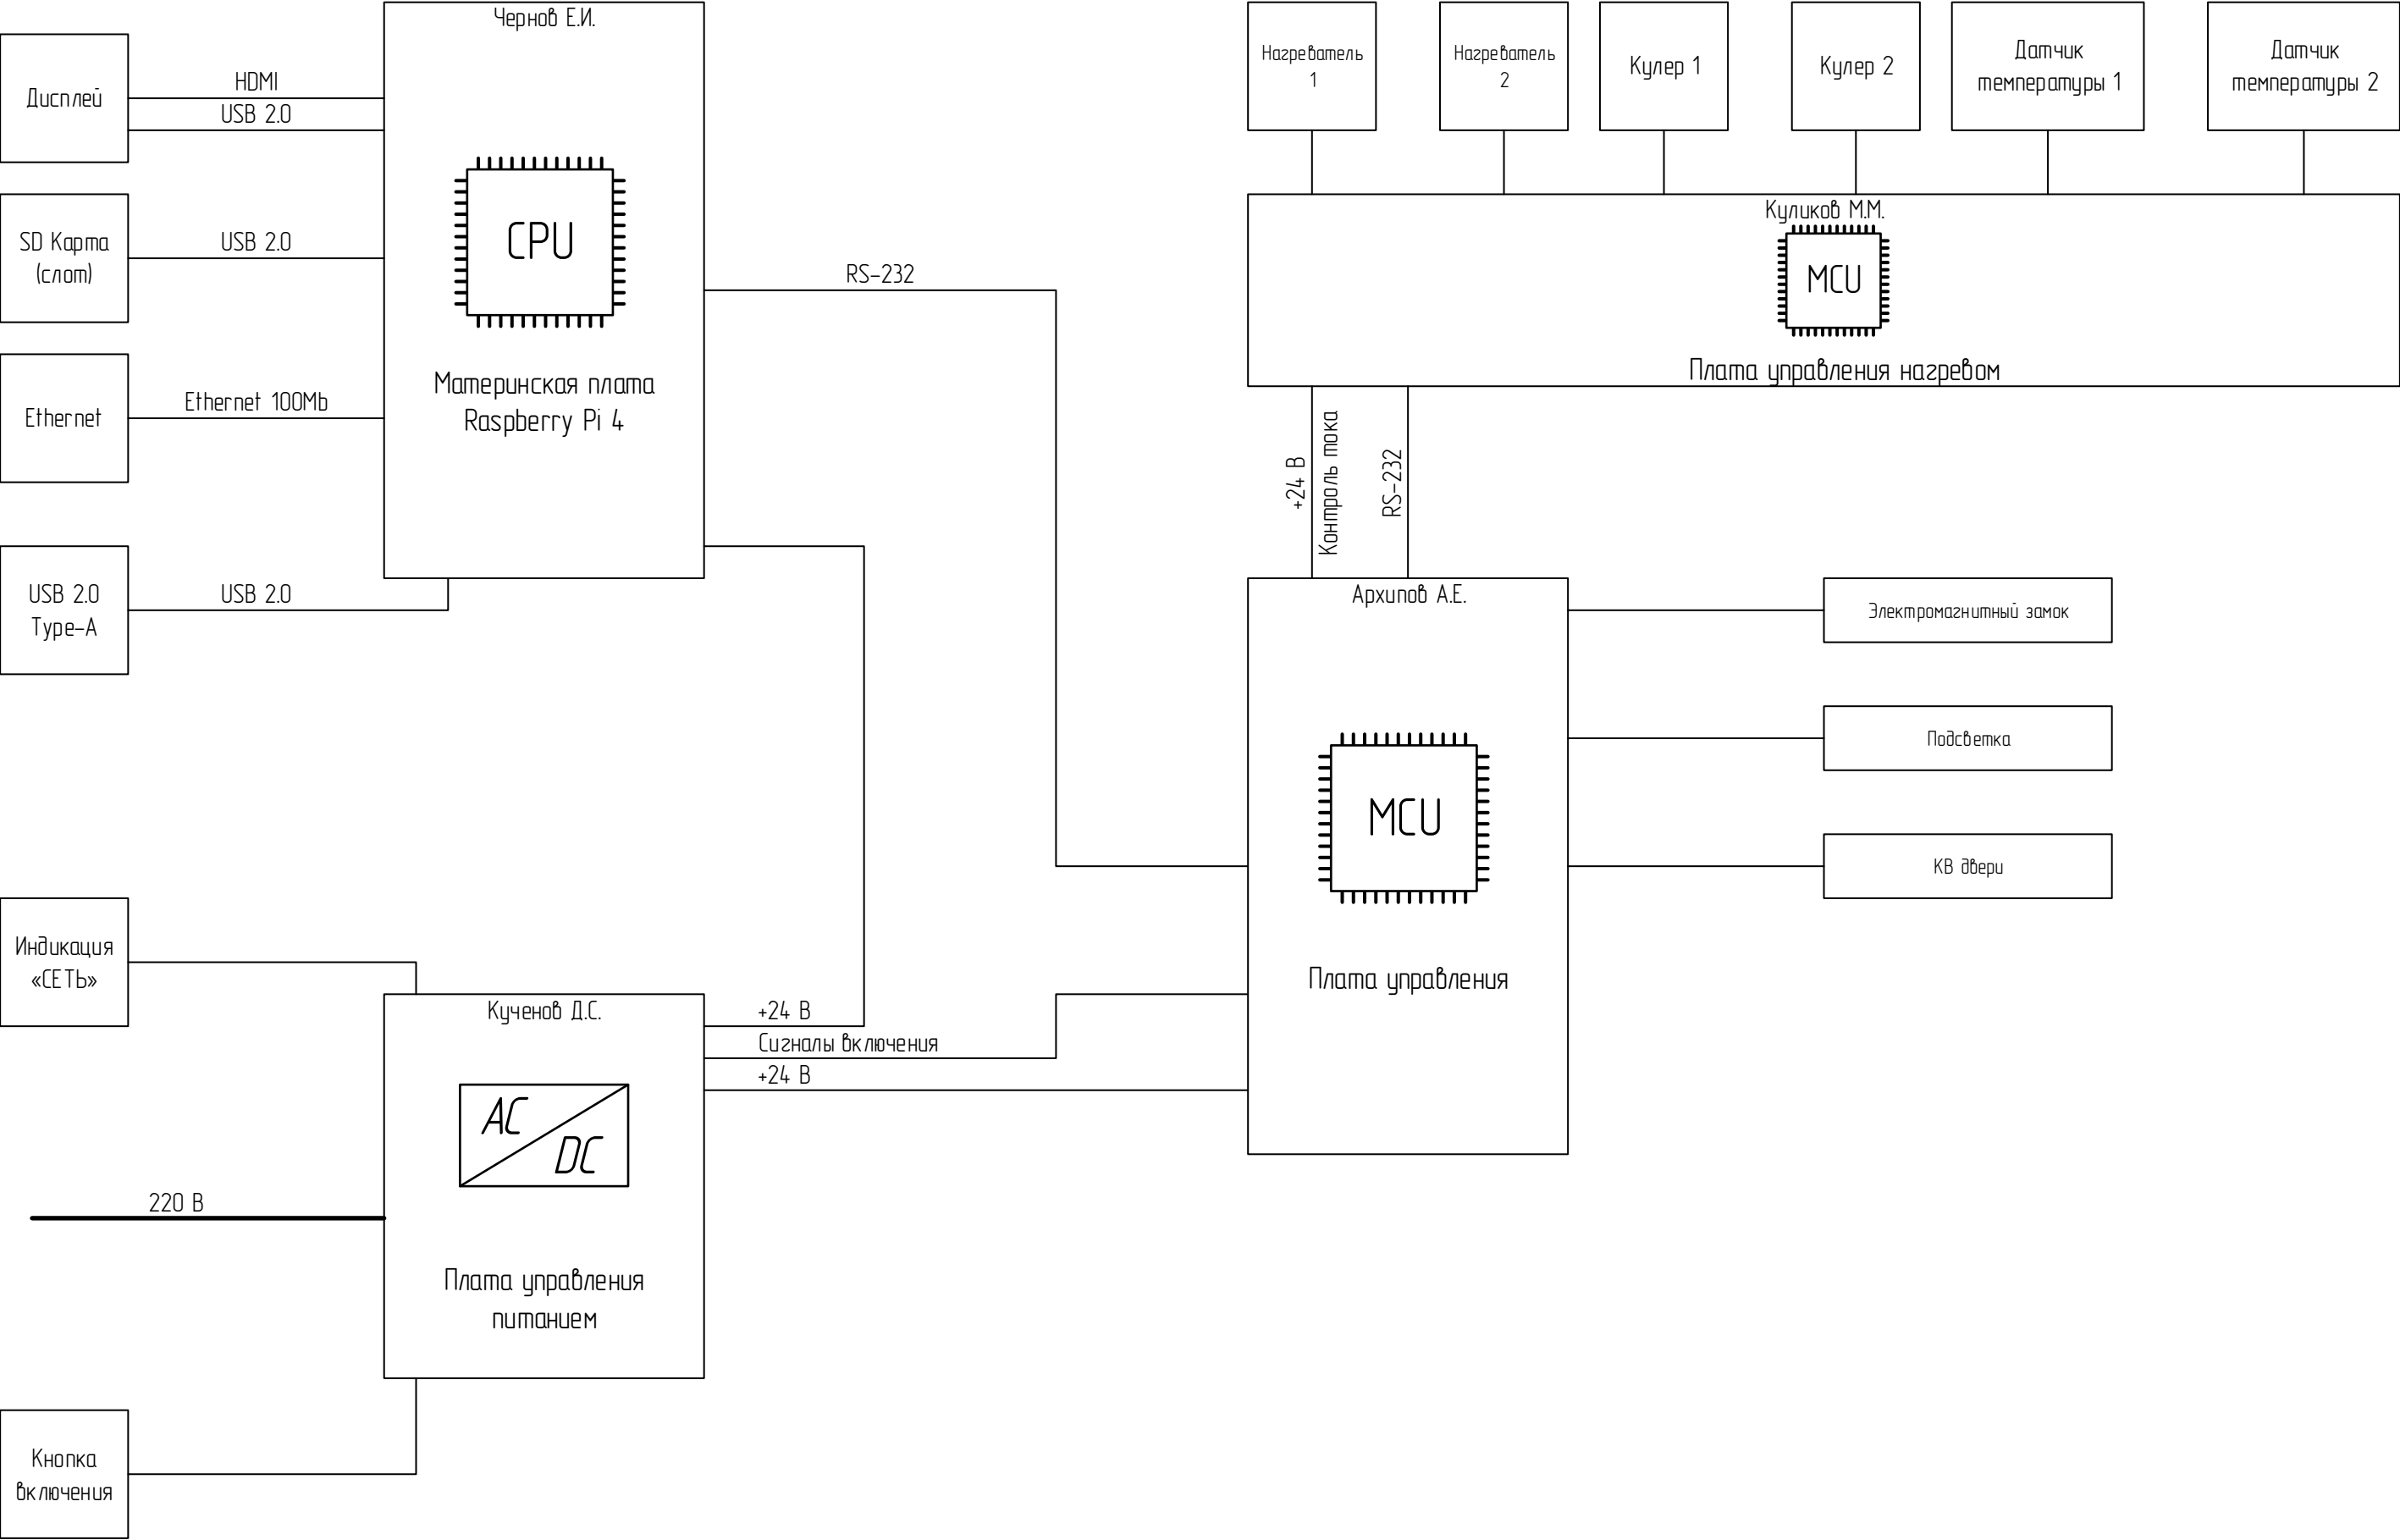 Чернов Е.И.
Дисплей
HDMI
USB 2.0
SD Карта
(слот)
USB 2.0
CPU
Ethernet
Ethernet 100Mb
Материнская плата
Raspberry Pi 4
USB 2.0
Type-A
USB 2.0
RS-232
Нагреватель
1
Нагреватель
2
Кулер 1
Кулер 2
Датчик
температуры 1
Датчик
температуры 2
Куликов М.М.
MCU
Плата управления нагревом
+24 В
Контроль тока
RS-232
Архипов А.Е.
MCU
Плата управления
Электромагнитный замок
Подсветка
КВ двери
Индикация
«СЕТЬ»
Кученов Д.С.
+24 В
Сигналы включения
+24 В
AC
DC
220 В
Плата управления
питанием
Кнопка
включения